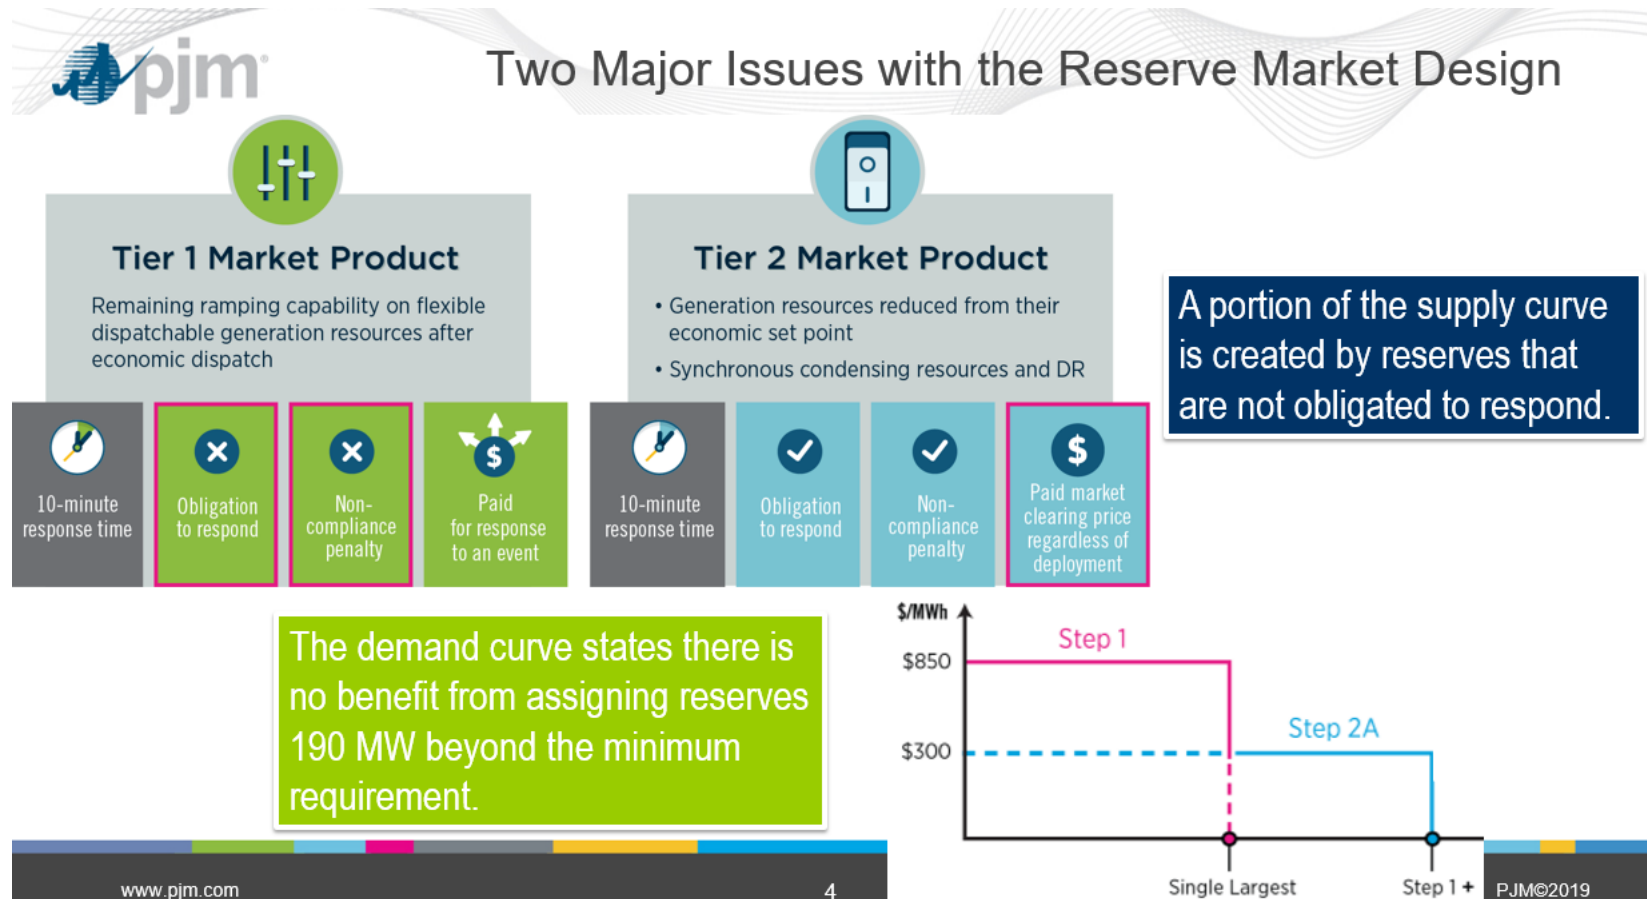 pjm
Two Major Issues with the Reserve Market Design
Tier 1 Market Product
Remaining ramping capability on flexible
dispatchable generation resources after
economic dispatch
10-minute
response time
Obligation
to respond
Non-
compliance
penalty
$
Paid
for response
to an event
Tier 2 Market Product
• Generation resources reduced from their
economic set point
• Synchronous condensing resources and DR
10-minute
response time
Obligation
to respond
Non-
compliance
penalty
$
Paid market
clearing price
regardless of
deployment
A portion of the supply curve
is created by reserves that
are not obligated to respond.
The demand curve states there is
no benefit from assigning reserves
190 MW beyond the minimum
requirement.
$/MWh
$850
Step 1
$300
Step 2A
Single Largest
Step 1 +
www.pjm.com
4
PJM©2019